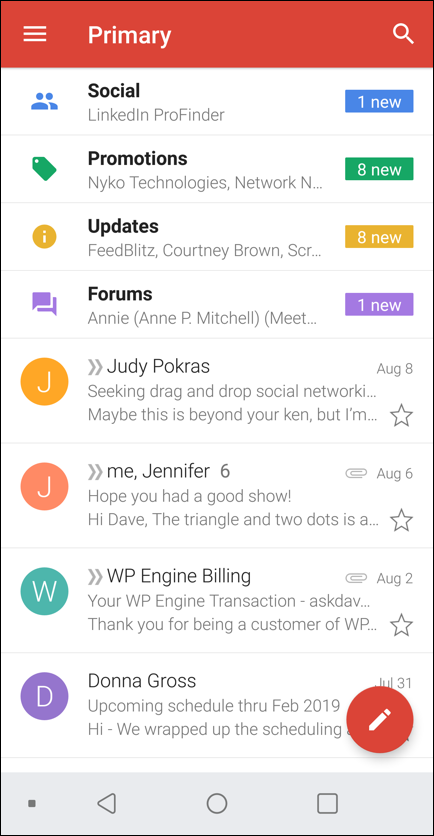 Primary
Social
LinkedIn ProFinder
1 new
Promotions
Nyko Technologies, Network N...
8 new
Updates
FeedBlitz, Courtney Brown, Scr...
8 new
Forums
Annie (Anne P. Mitchell) (Meet...
1 new
J
Judy Pokras
Aug 8
Seeking drag and drop social networki...
Maybe this is beyond your ken, but I'm...
J
me, Jennifer 6
Aug 6
Hope you had a good show!
Hi Dave, The triangle and two dots is a...
W
WP Engine Billing
Aug 2
Your WP Engine Transaction - askdav...
Thank you for being a customer of WP...
D
Donna Gross
Jul 31
Upcoming schedule thru Feb 2019
Hi - We wrapped up the scheduling